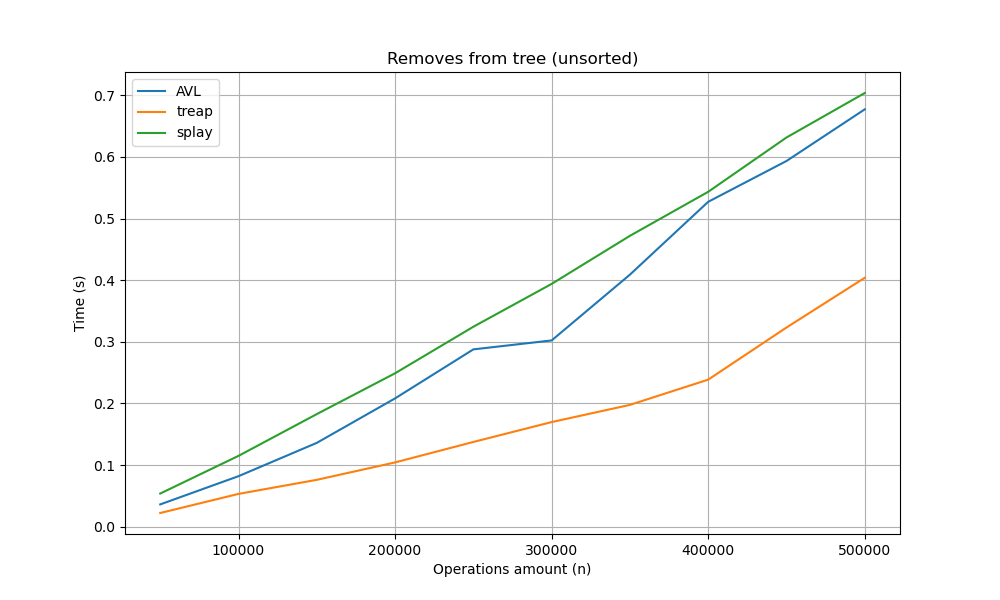 Removes from tree (unsorted)
AVL
treap
splay
0.7
0.6
0.5
0.4
0.3
0.2
0.1
0.0
Time (s)
100000 200000 300000 400000 500000
Operations amount (n)